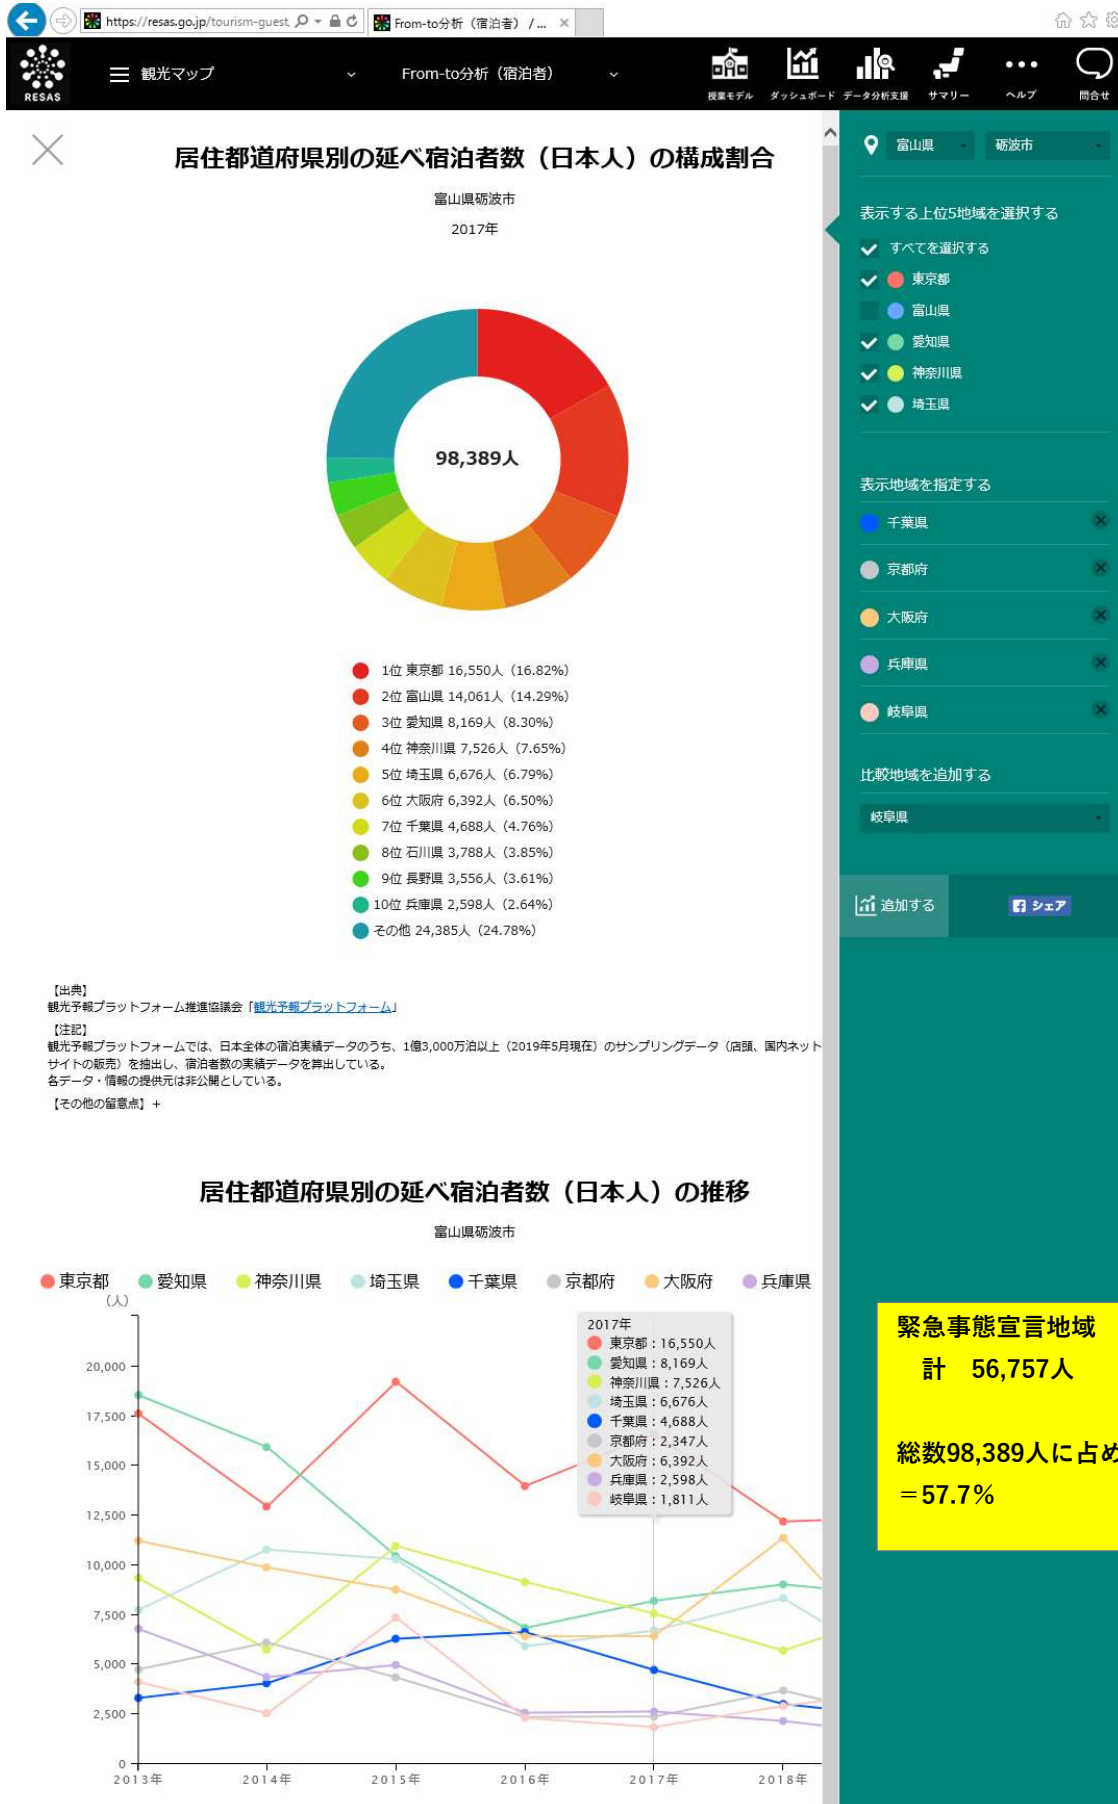 https://resas.go.jp/tourism-guest
From-to分析（宿泊者）/ ...
RESAS
観光マップ
From-to分析（宿泊者）
授業モデル
ダッシュボード
データ分析支援
サマリー
ヘルプ
問合せ
居住都道府県別の延べ宿泊者数（日本人）の構成割合
富山県砺波市
2017年
98,389人
1位 東京都 16,550人（16.82%）
2位 富山県 14,061人（14.29%）
3位 愛知県 8,169人（8.30%）
4位 神奈川県 7,526人（7.65%）
5位 埼玉県 6,676人（6.79%）
6位 大阪府 6,392人（6.50%）
7位 千葉県 4,688人（4.76%）
8位 石川県 3,788人（3.85%）
9位 長野県 3,556人（3.61%）
10位 兵庫県 2,598人（2.64%）
その他 24,385人（24.78%）
【出典】
観光予報プラットフォーム推進協議会「観光予報プラットフォーム」
【注記】
観光予報プラットフォームでは、日本全体の宿泊実績データのうち、1億3,000万泊以上（2019年5月現在）のサンプリングデータ（店頭、国内ネット
サイトの販売）を抽出し、宿泊者数の実績データを算出している。
各データ・情報の提供元は非公開としている。
【その他の留意点】+
富山県
砺波市
表示する上位5地域を選択する
すべてを選択する
東京都
富山県
愛知県
神奈川県
埼玉県
表示地域を指定する
千葉県
京都府
大阪府
兵庫県
岐阜県
比較地域を追加する
岐阜県
追加する
シェア
居住都道府県別の延べ宿泊者数（日本人）の推移
富山県砺波市
東京都 愛知県 神奈川県 埼玉県 千葉県 京都府 大阪府 兵庫県
（人）
20,000
17,500
15,000
12,500
10,000
7,500
5,000
2,500
0
2013年 2014年 2015年 2016年 2017年 2018年
2017年
東京都：16,550人
愛知県：8,169人
神奈川県：7,526人
埼玉県：6,676人
千葉県：4,688人
京都府：2,347人
大阪府：6,392人
兵庫県：2,598人
岐阜県：1,811人
緊急事態宣言地域
計　56,757人
総数98,389人に占め
＝57.7%